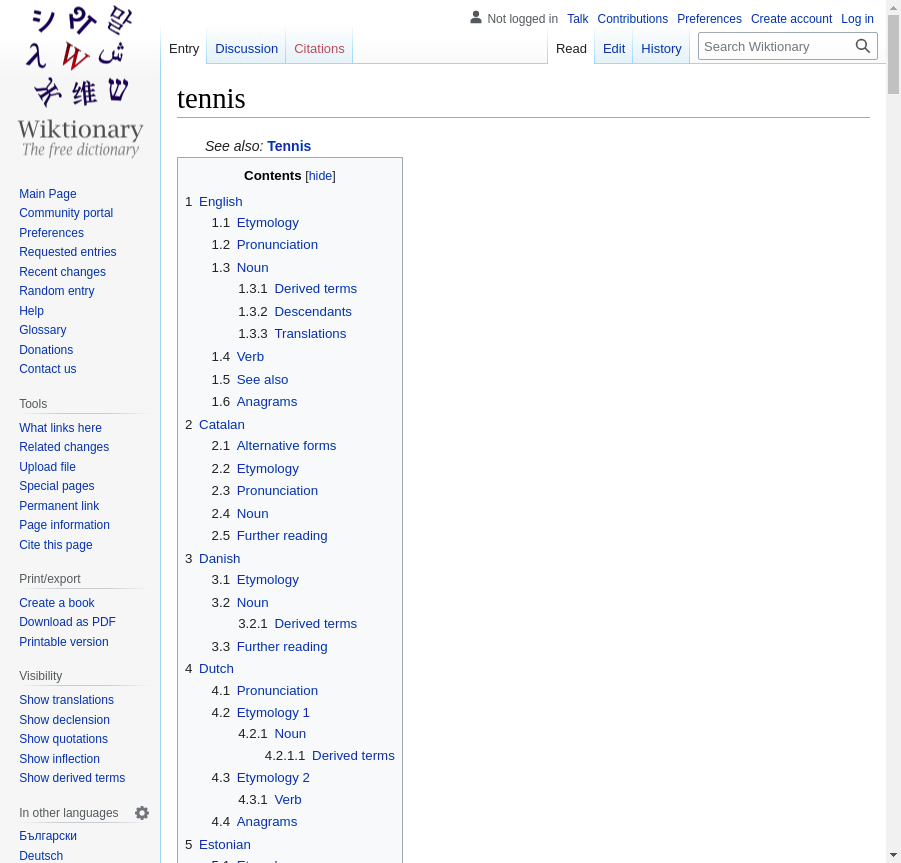 Not logged in Talk Contributions Preferences Create account Log in
Entry Discussion Citations Read Edit History Search Wiktionary
Wiktionary
The free dictionary
Main Page
Community portal
Preferences
Requested entries
Recent changes
Random entry
Help
Glossary
Donations
Contact us
Tools
What links here
Related changes
Upload file
Special pages
Permanent link
Page information
Cite this page
Print/export
Create a book
Download as PDF
Printable version
Visibility
Show translations
Show declension
Show quotations
Show inflection
Show derived terms
In other languages
Български
Deutsch
tennis
See also: Tennis
Contents [hide]
1 English
1.1 Etymology
1.2 Pronunciation
1.3 Noun
1.3.1 Derived terms
1.3.2 Descendants
1.3.3 Translations
1.4 Verb
1.5 See also
1.6 Anagrams
2 Catalan
2.1 Alternative forms
2.2 Etymology
2.3 Pronunciation
2.4 Noun
2.5 Further reading
3 Danish
3.1 Etymology
3.2 Noun
3.2.1 Derived terms
3.3 Further reading
4 Dutch
4.1 Pronunciation
4.2 Etymology 1
4.2.1 Noun
4.2.1.1 Derived terms
4.3 Etymology 2
4.3.1 Verb
4.4 Anagrams
5 Estonian